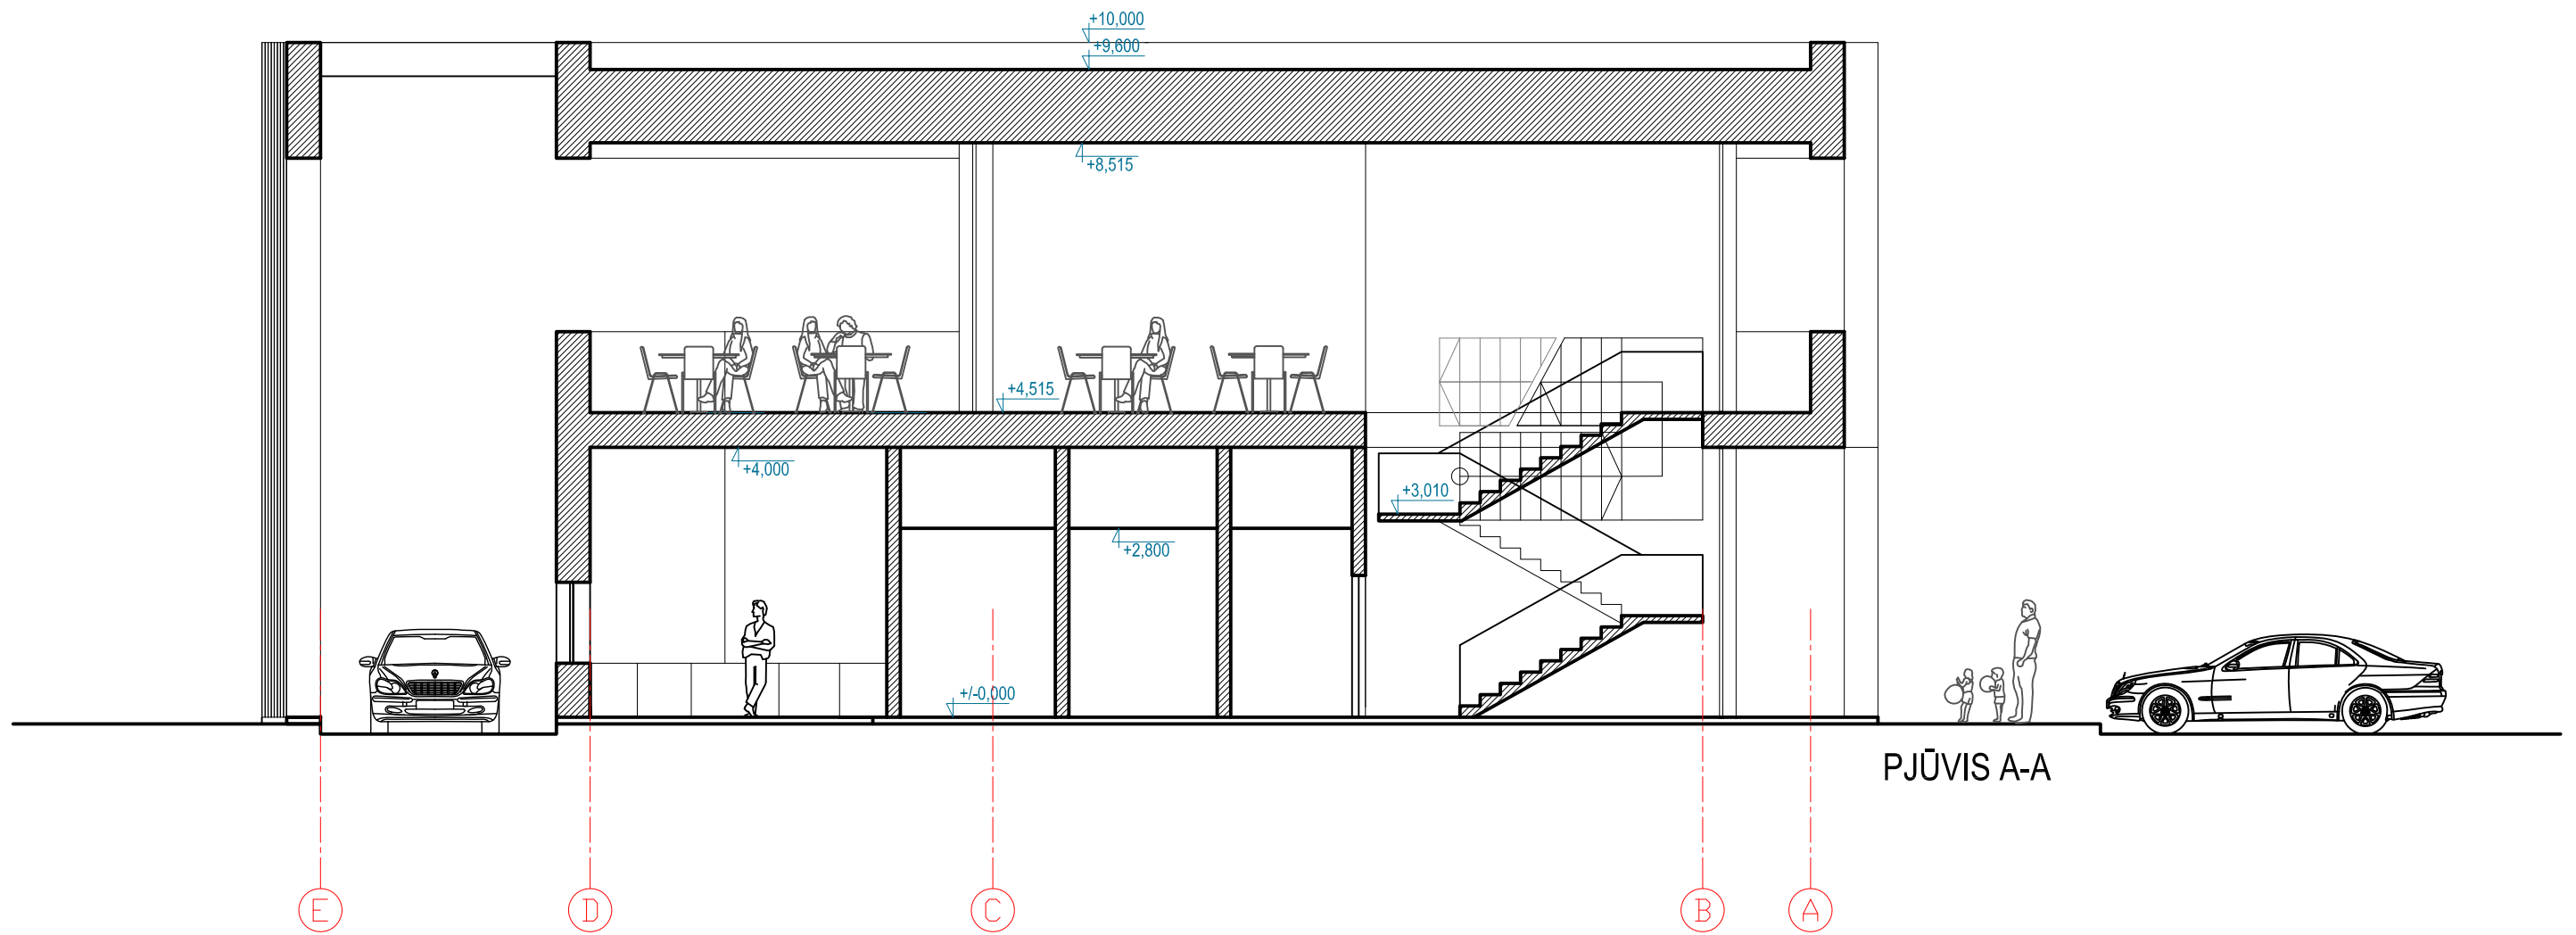 +10,000
+9,600
+8,515
+4,515
+4,000
+3,010
+2,800
+/-0,000
PJŪVIS A-A
E
D
C
B
A